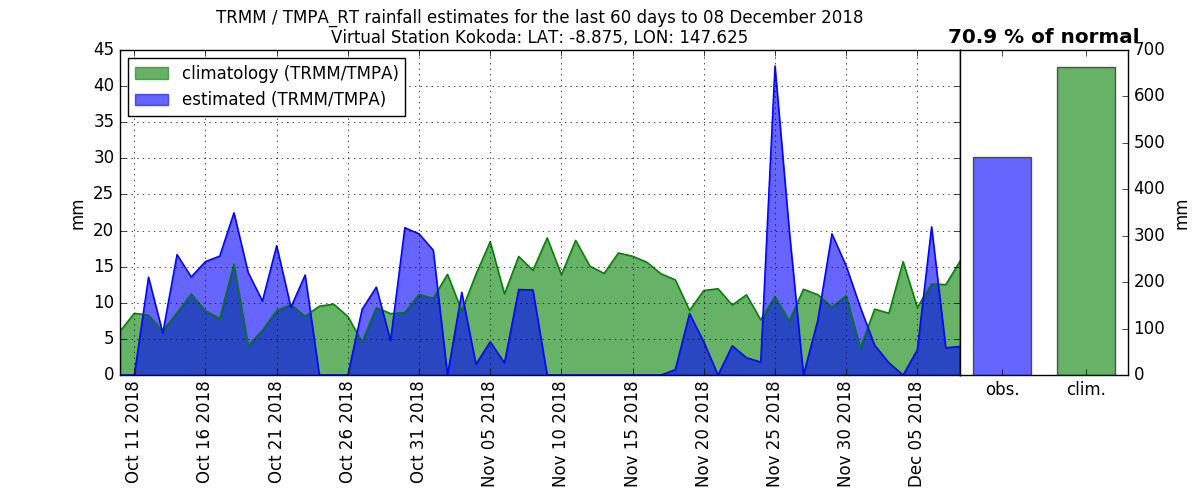 TRMM / TMPA_RT rainfall estimates for the last 60 days to 08 December 2018
Virtual Station Kokoda: LAT: -8.875, LON: 147.625
70.9 % of normal
climatology (TRMM/TMPA)
estimated (TRMM/TMPA)
mm
45
40
35
30
25
20
15
10
5
0
Oct 11 2018
Oct 16 2018
Oct 21 2018
Oct 26 2018
Oct 31 2018
Nov 05 2018
Nov 10 2018
Nov 15 2018
Nov 20 2018
Nov 25 2018
Nov 30 2018
Dec 05 2018
obs.
clim.
700
600
500
400
300
200
100
0
mm